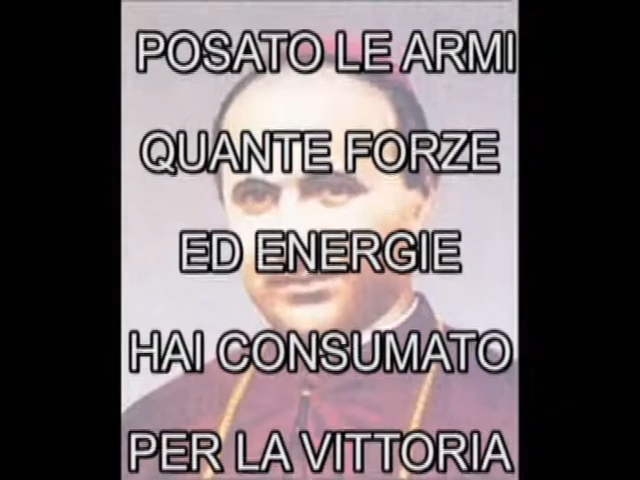 POSATO LE ARMI
QUANTE FORZE
ED ENERGIE
HAI CONSUMATO
PER LA VITTORIA